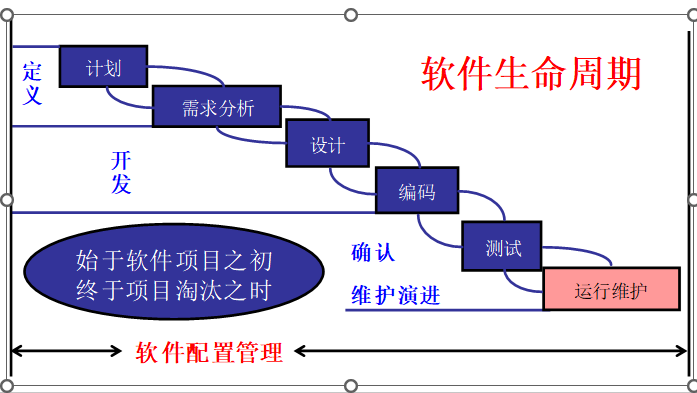 软件生命周期
定义
计划
需求分析
设计
开发
编码
测试
确认
维护演进
运行维护
始于软件项目之初
终于项目淘汰之时
软件配置管理